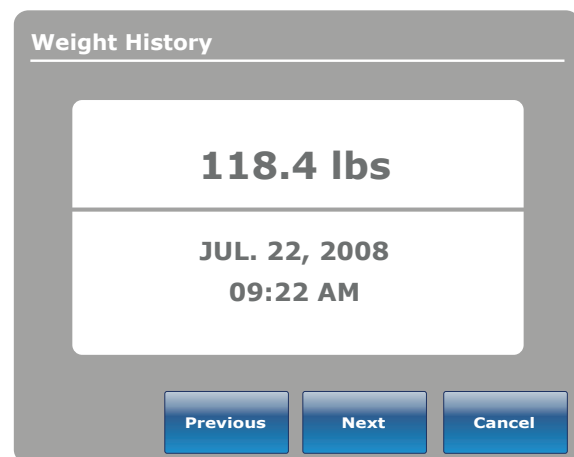 Weight History
118.4 lbs
JUL. 22, 2008
09:22 AM
Previous Next Cancel